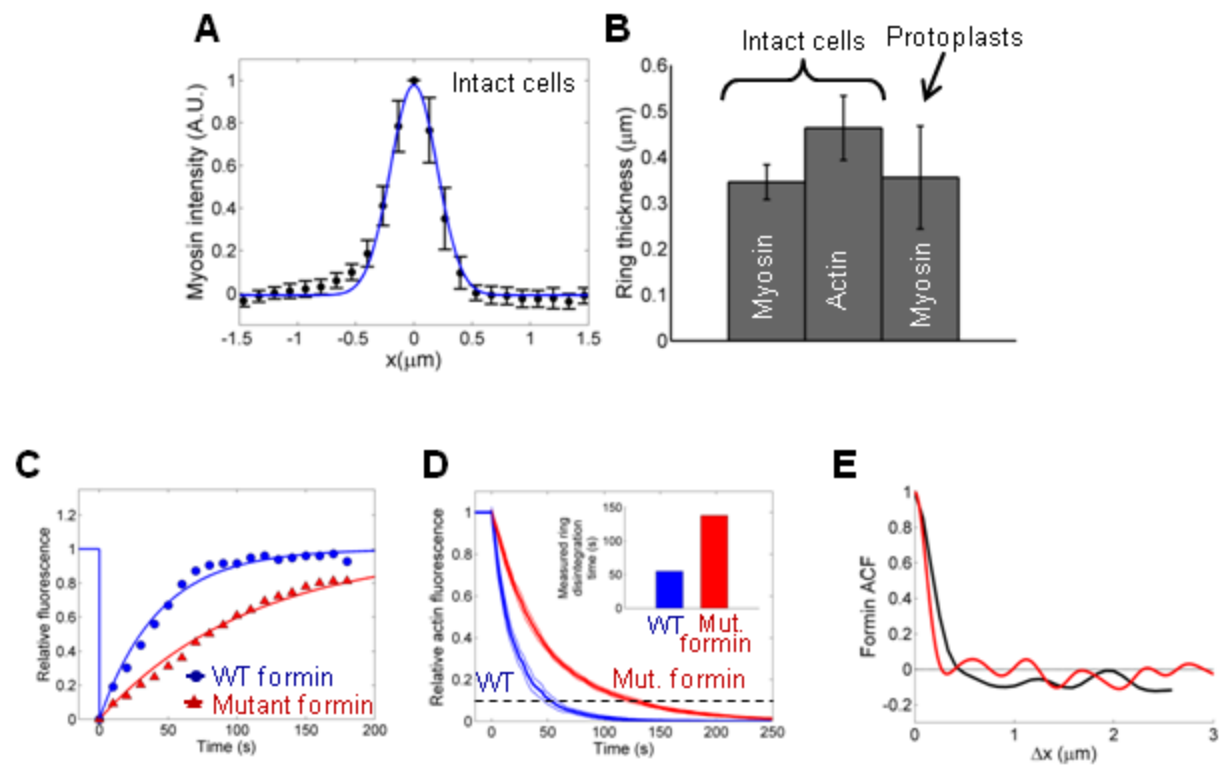 A
Intact cells
Myosin intensity (A.U.)
1
0.8
0.6
0.4
0.2
0
-1.5
-1
-0.5
0
0.5
1
1.5
x(μm)
B
Intact cells
Protoplasts
Ring thickness (μm)
0.6
0.5
0.4
0.3
0.2
0.1
0
Myosin
Actin
Myosin
C
Relative fluorescence
1.2
1
0.8
0.6
0.4
0.2
0
WT formin
Mutant formin
0
50
100
150
200
Time (s)
D
Relative actin fluorescence
1
0.8
0.6
0.4
0.2
0
Measured ring
disintegration
time (s)
150
100
50
0
WT
Mut.
formin
WT
Mut. formin
0
50
100
150
200
250
Time (s)
E
Formin ACF
1
0.8
0.6
0.4
0.2
0
-0.2
0
1
2
3
Δx (μm)